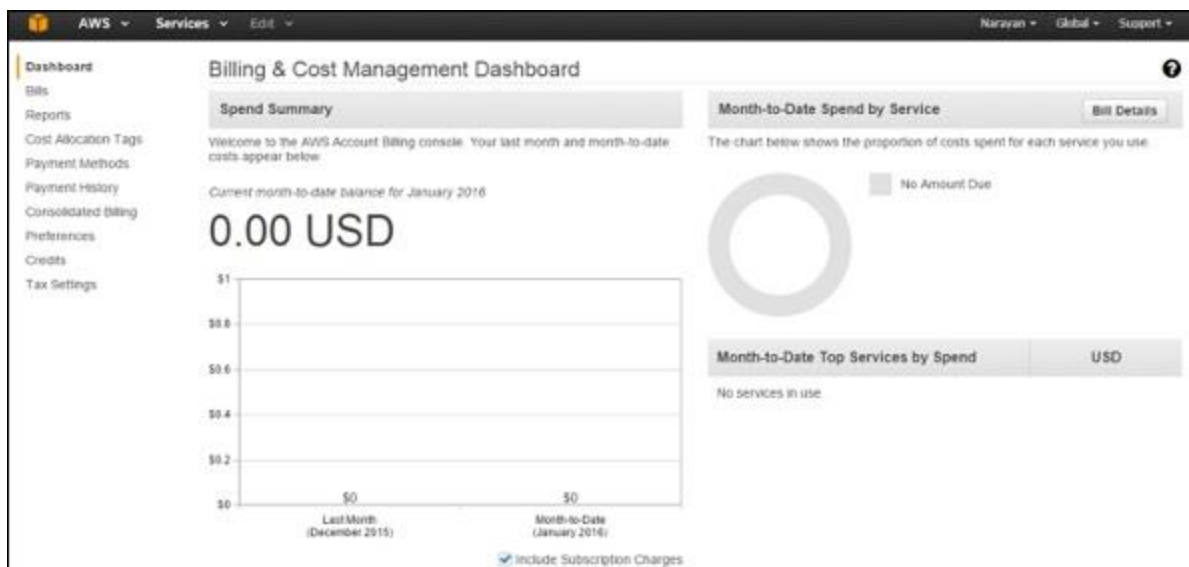 AWS Services Edit Narayan Global Support
Dashboard
Bills
Reports
Cost Allocation Tags
Payment Methods
Payment History
Consolidated Billing
Preferences
Credits
Tax Settings
Billing & Cost Management Dashboard
?
Spend Summary
Welcome to the AWS Account Billing console. Your last month and month-to-date
costs appear below.
Current month-to-date balance for January 2016
0.00 USD
$1
$0.8
$0.6
$0.4
$0.2
$0
$0 $0
Last Month Month-to-Date
(December 2015) (January 2016)
Include Subscription Charges
Month-to-Date Spend by Service Bill Details
The chart below shows the proportion of costs spent for each service you use.
No Amount Due
Month-to-Date Top Services by Spend USD
No services in use